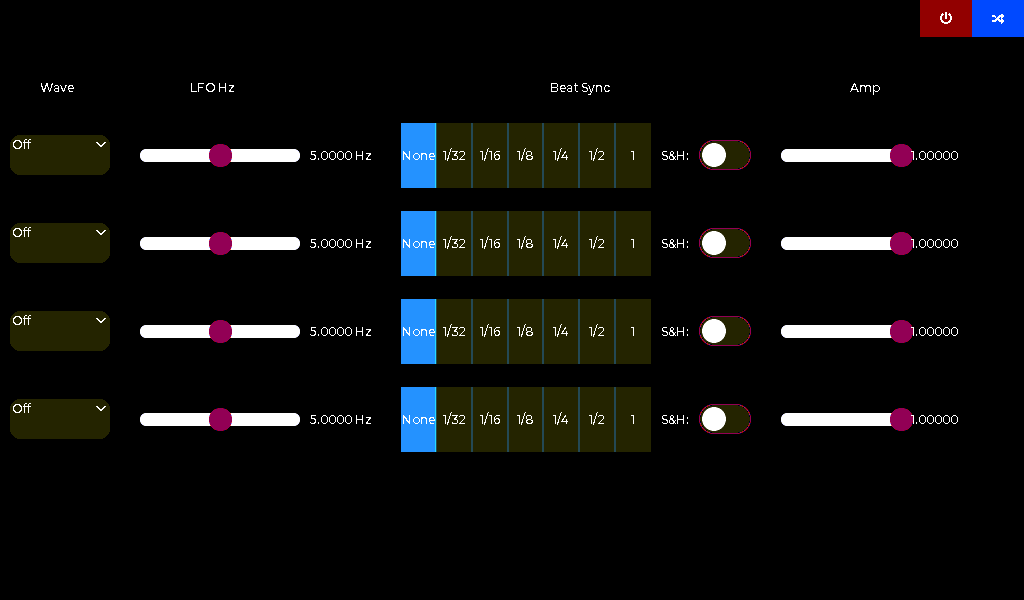 Wave LFO Hz Beat Sync Amp
Off 5.0000 Hz None 1/32 1/16 1/8 1/4 1/2 1 S&H: 1.00000
Off 5.0000 Hz None 1/32 1/16 1/8 1/4 1/2 1 S&H: 1.00000
Off 5.0000 Hz None 1/32 1/16 1/8 1/4 1/2 1 S&H: 1.00000
Off 5.0000 Hz None 1/32 1/16 1/8 1/4 1/2 1 S&H: 1.00000